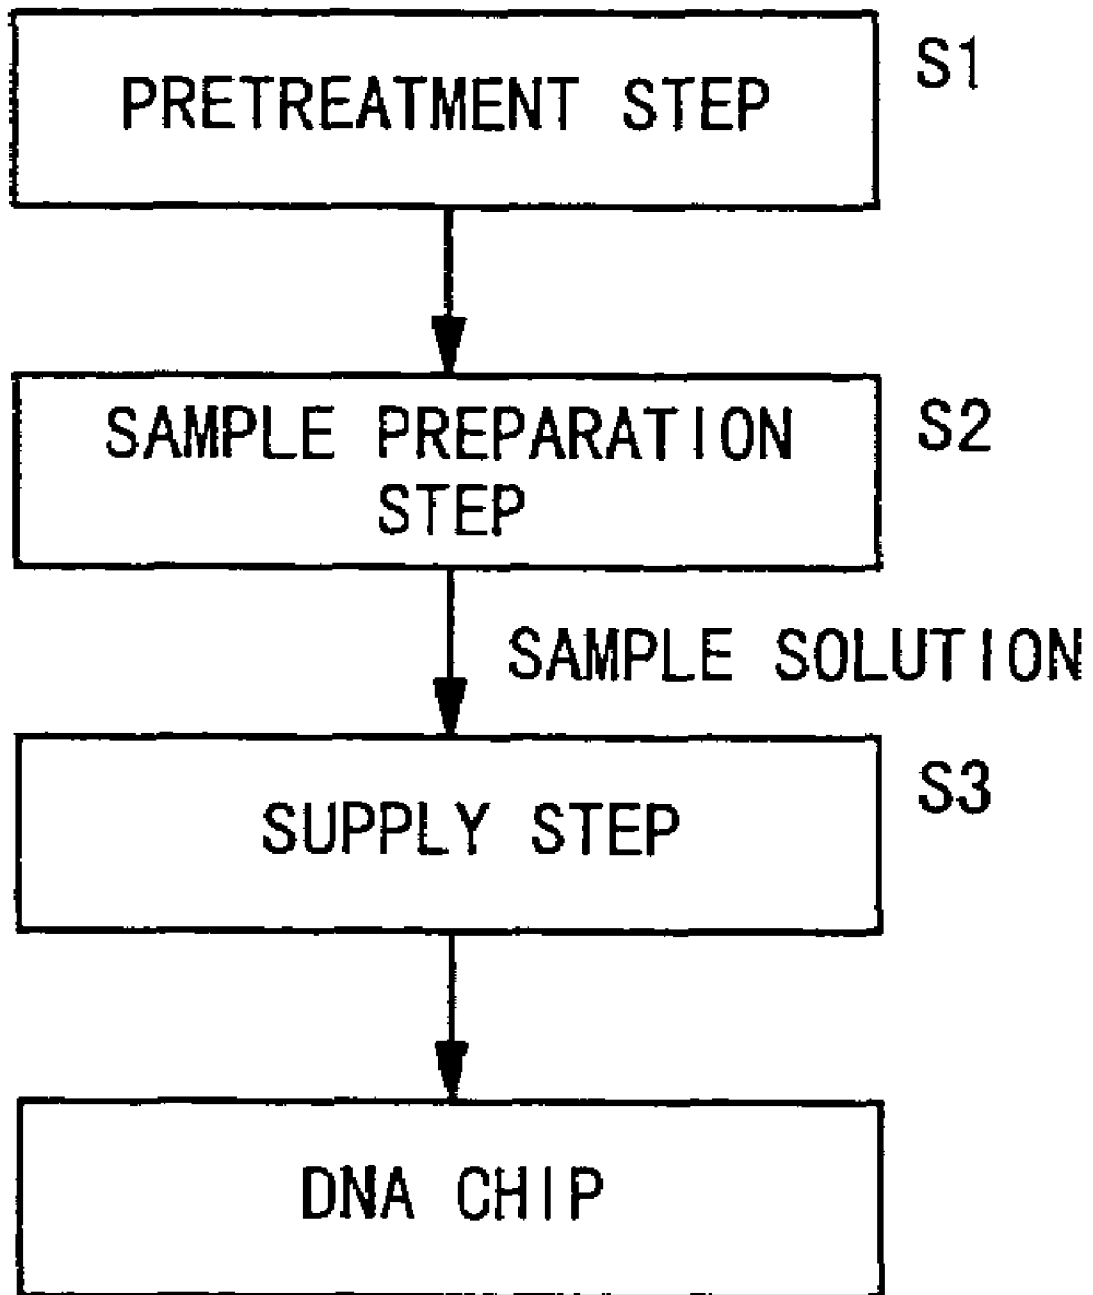 PRETREATMENT STEP
S1
SAMPLE PREPARATION
STEP
S2
SAMPLE SOLUTION
SUPPLY STEP
S3
DNA CHIP